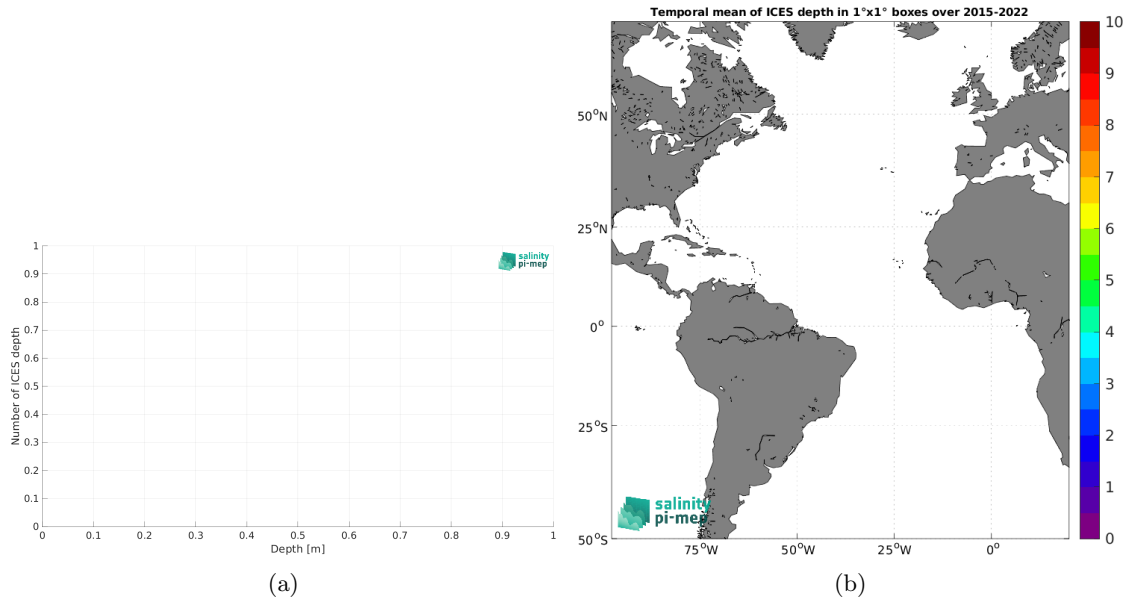 Temporal mean of ICES depth in 1°x1° boxes over 2015-2022
1
0.9
0.8
0.7
0.6
0.5
0.4
0.3
0.2
0.1
0
Number of ICES depth
0 0.1 0.2 0.3 0.4 0.5 0.6 0.7 0.8 0.9 1
Depth [m]
salinity
pi-mep
(a)
50°N
25°N
0°
25°S
50°S
75°W 50°W 25°W 0°
salinity
pi-mep
10
9
8
7
6
5
4
3
2
1
0
(b)